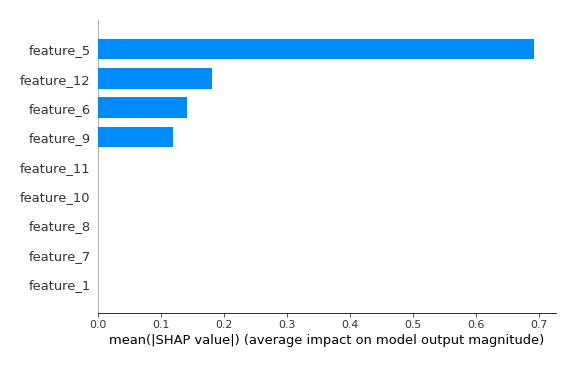 feature_5
feature_12
feature_6
feature_9
feature_11
feature_10
feature_8
feature_7
feature_1
0.0 0.1 0.2 0.3 0.4 0.5 0.6 0.7
mean(|SHAP value|) (average impact on model output magnitude)